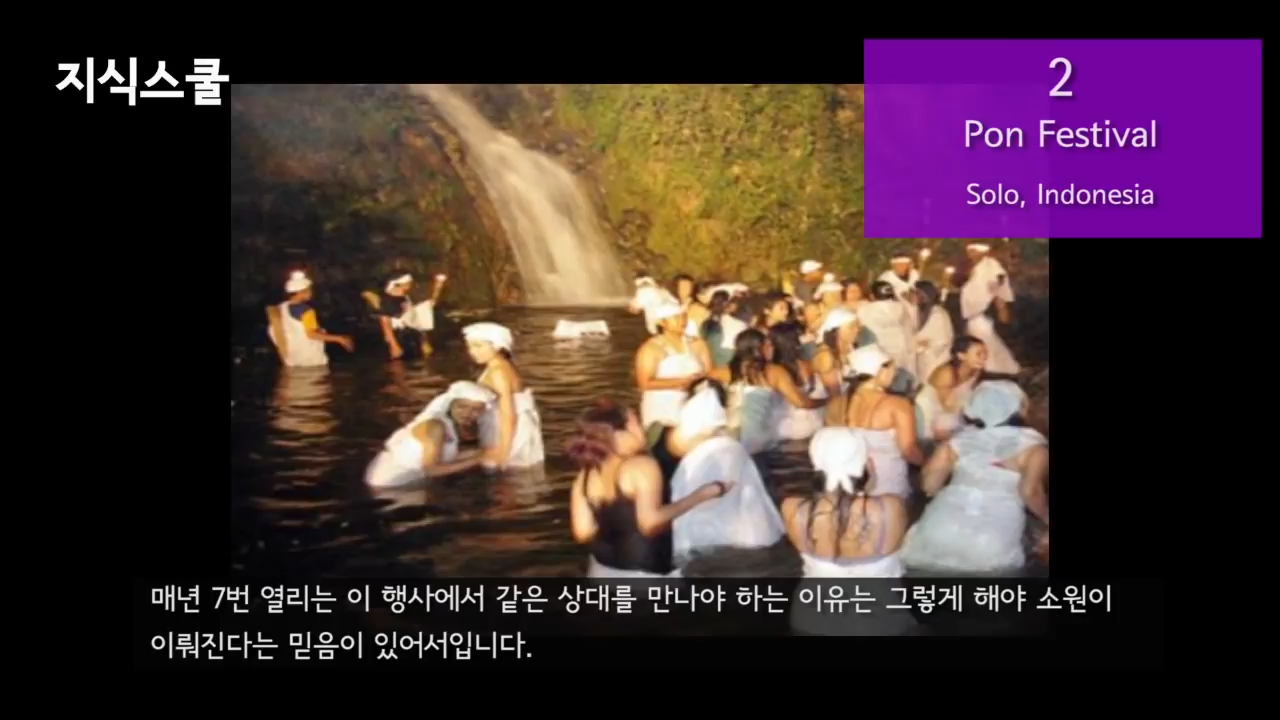 지식스쿨
2
Pon Festival
Solo, Indonesia
매년 7번 열리는 이 행사에서 같은 상대를 만나야 하는 이유는 그렇게 해야 소원이
이뤄진다는 믿음이 있어서입니다.